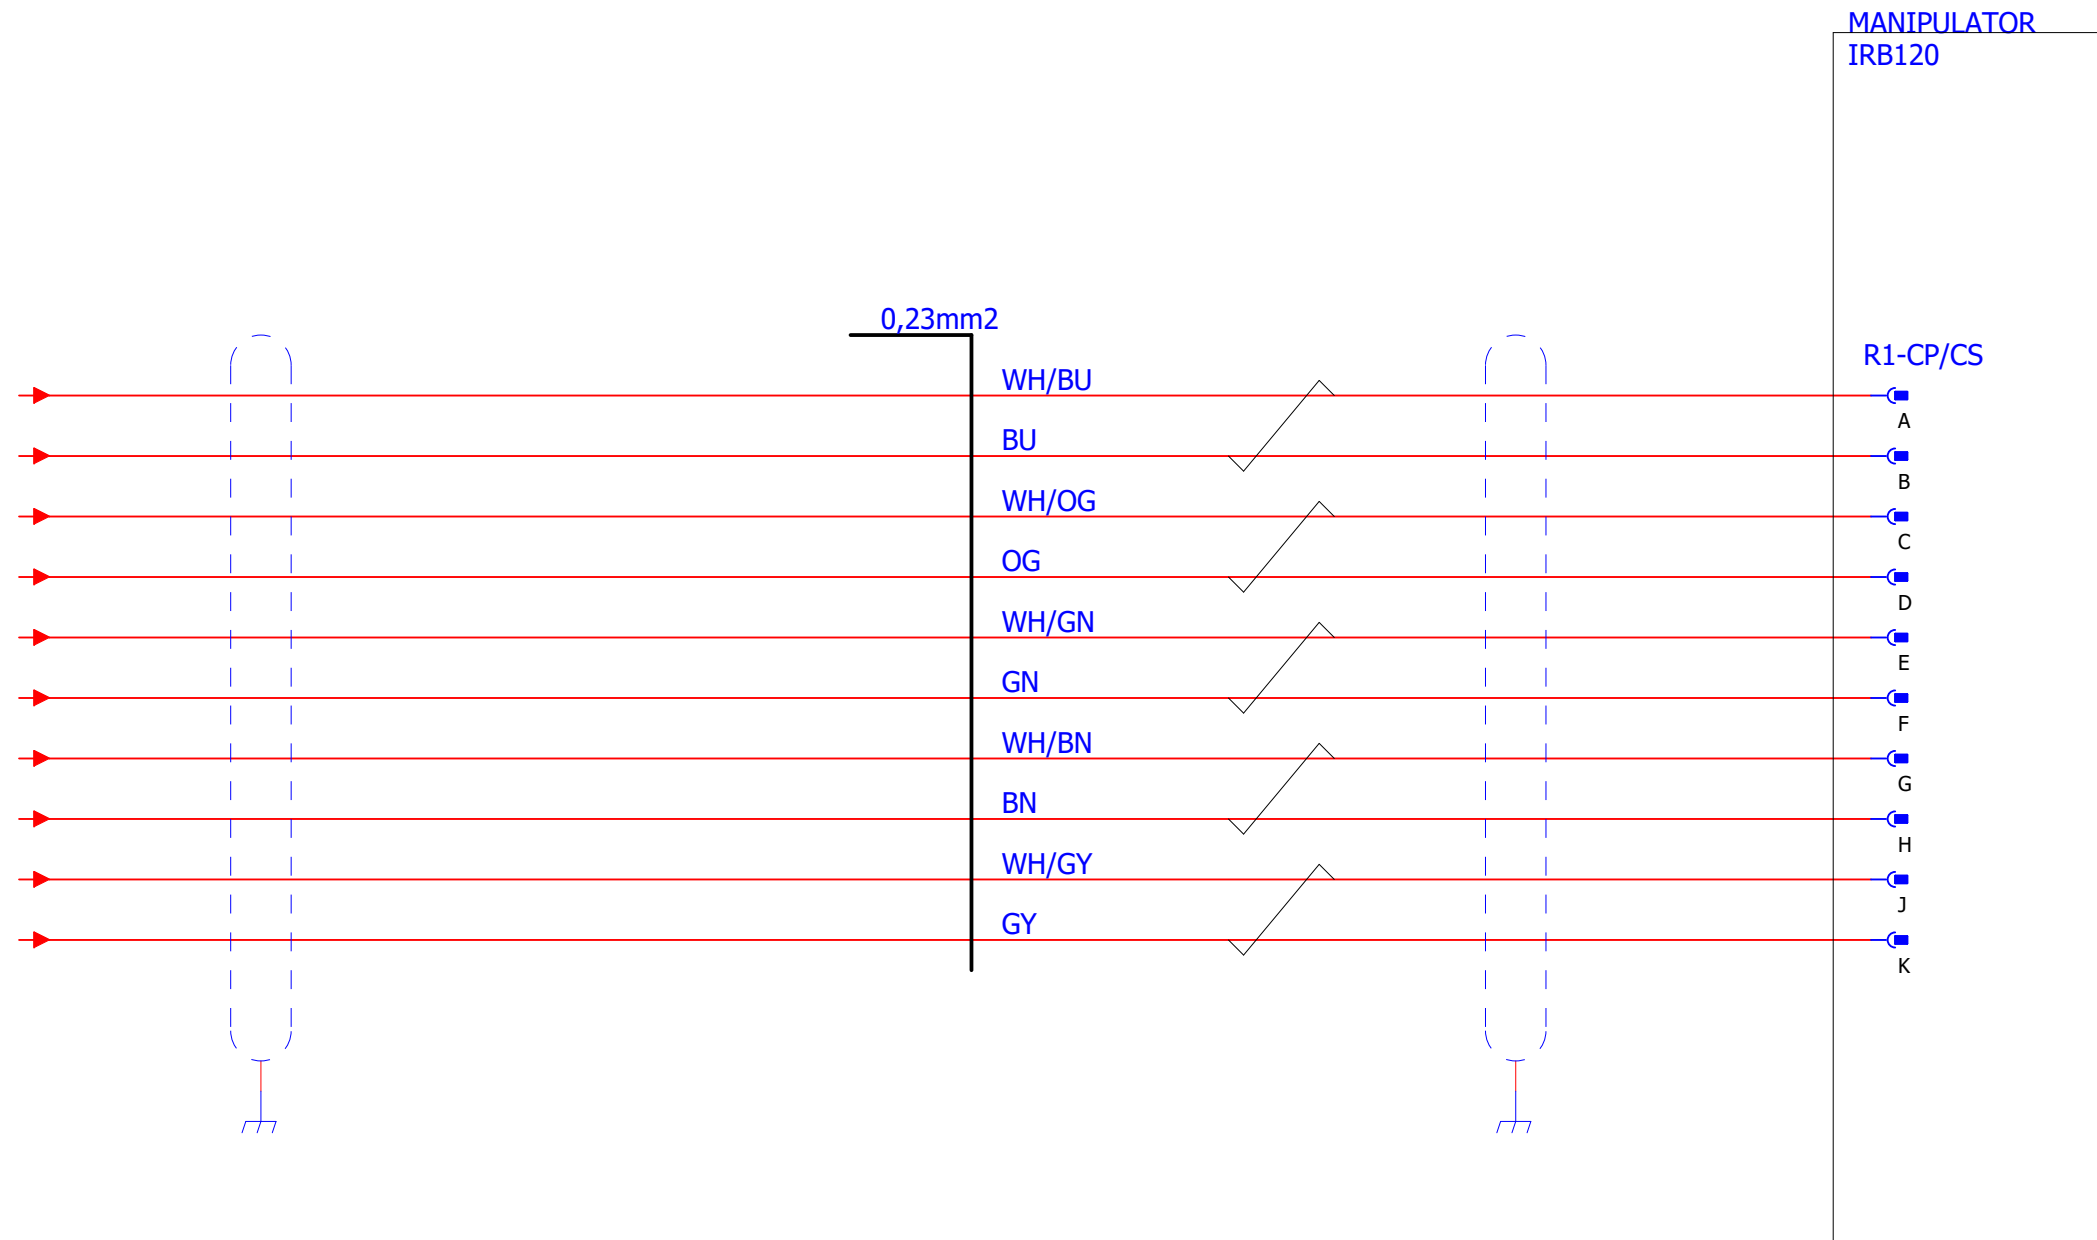 MANIPULATOR
IRB120
0,23mm2
R1-CP/CS
WH/BU
A
BU
B
WH/OG
C
OG
D
WH/GN
E
GN
F
WH/BN
G
BN
H
WH/GY
J
GY
K